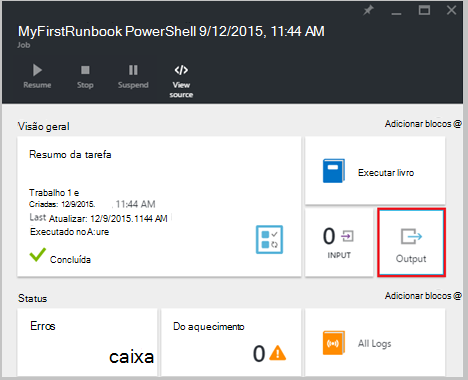 MyFirstRunbook PowerShell 9/12/2015, 11:44 AM
Job
Resume
Stop
Suspend
View source
Visão geral
Adicionar blocos @
Resumo da tarefa
Trabalho 1 e
Criadas: 12/9/2015. 11:44 AM
Last Atualizar: 12/9/2015.1144 AM
Executado noA:ure
Concluída
Executar livro
0
INPUT
Output
Status
Adicionar blocos @
Erros
caixa
Do aquecimento
0
All Logs